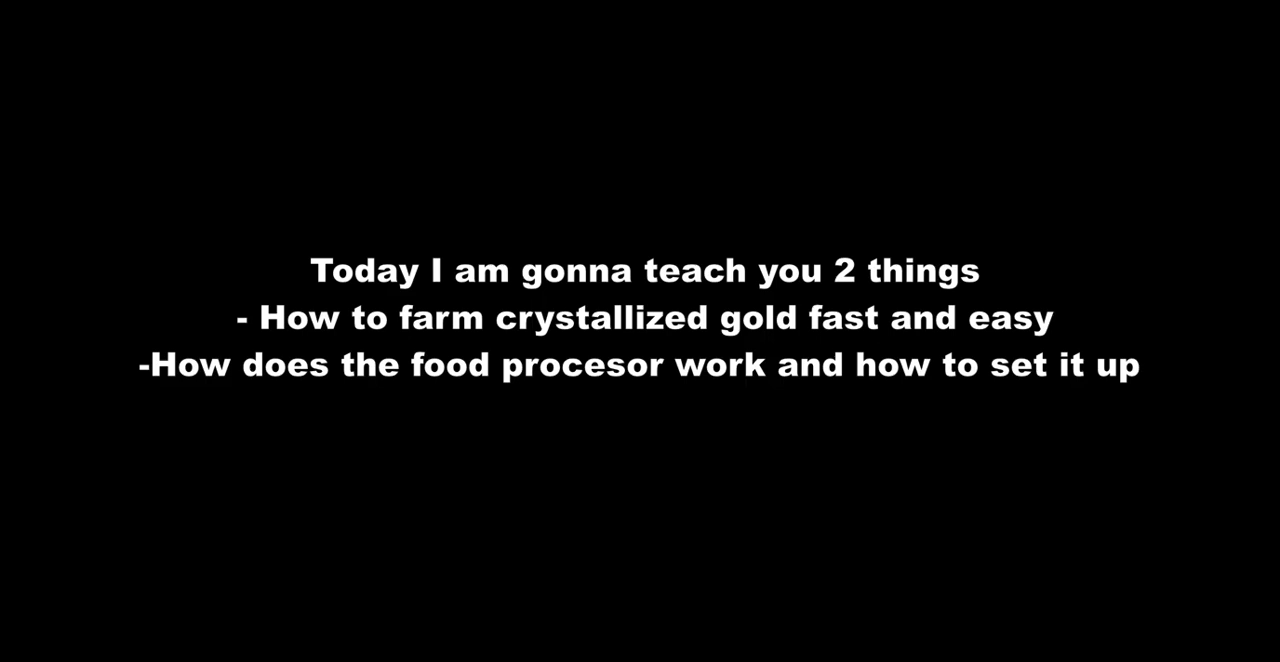 Today I am gonna teach you 2 things
- How to farm crystallized gold fast and easy
-How does the food procesor work and how to set it up